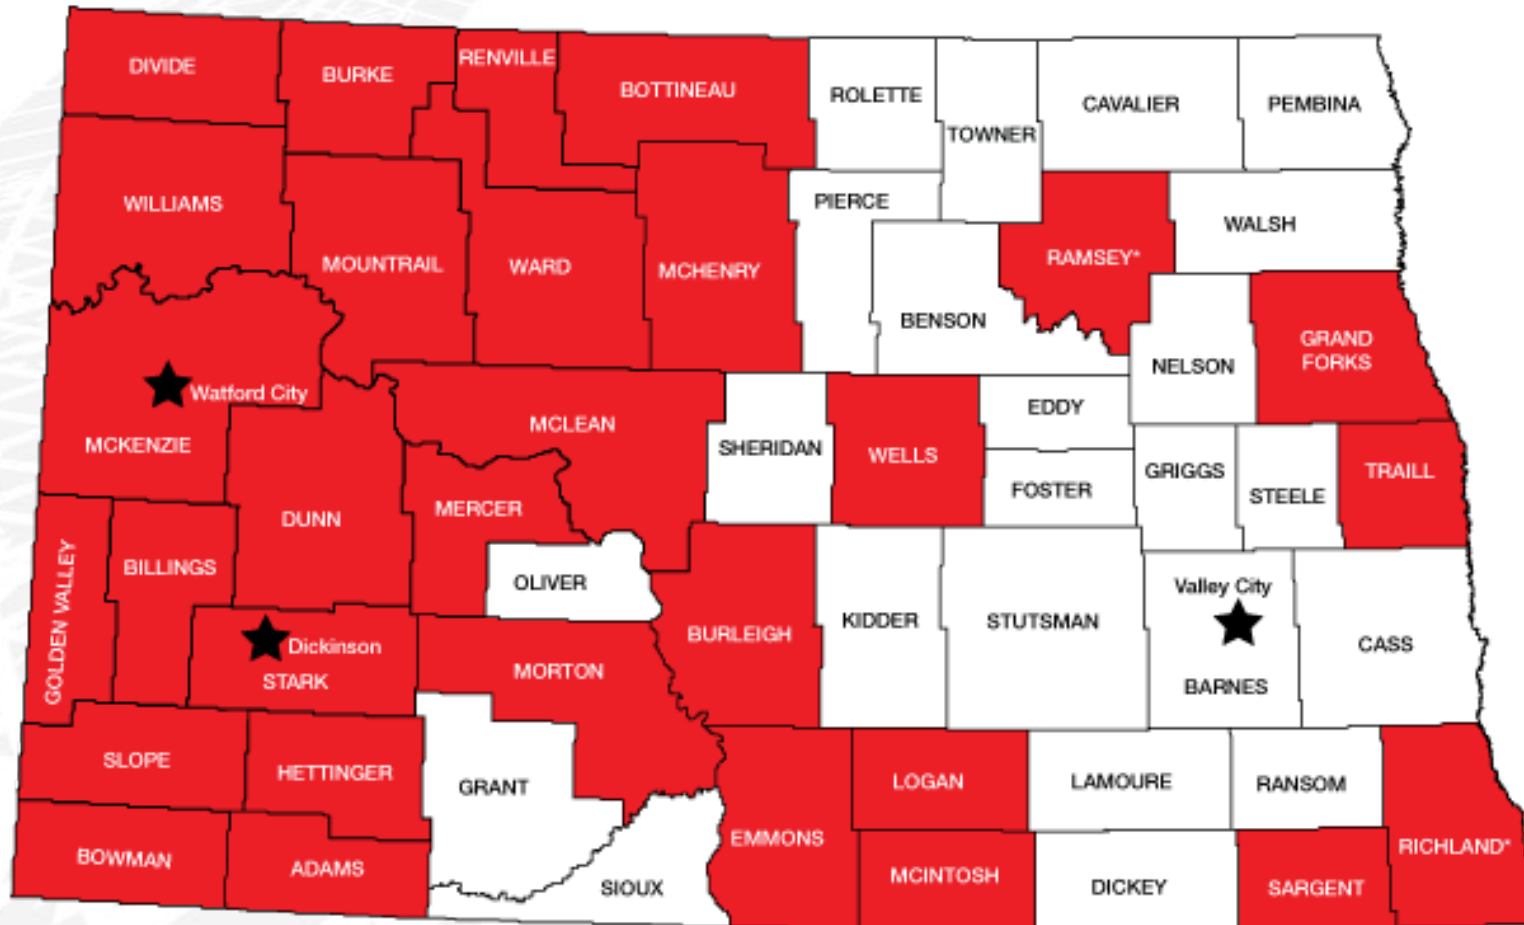 DIVIDE
BURKE
RENVILLE
BOTTINEAU
ROLETTE
TOWNER
CAVALIER
PEMBINA
WILLIAMS
MOUNTRAIL
WARD
MCHENRY
PIERCE
BENSON
RAMSEY*
WALSH
NELSON
GRAND
FORKS
Watford City
MCKENZIE
DUNN
MCLEAN
MERCER
SHERIDAN
WELLS
EDDY
FOSTER
GRIGGS
STEELE
TRAILL
GOLDEN VALLEY
BILLINGS
OLIVER
Dickinson
STARK
MORTON
BURLEIGH
KIDDER
STUTSMAN
Valley City
BARNES
CASS
SLOPE
HETTINGER
GRANT
LOGAN
LAMOURE
RANSOM
BOWMAN
ADAMS
SIOUX
EMMONS
MCINTOSH
DICKEY
SARGENT
RICHLAND*